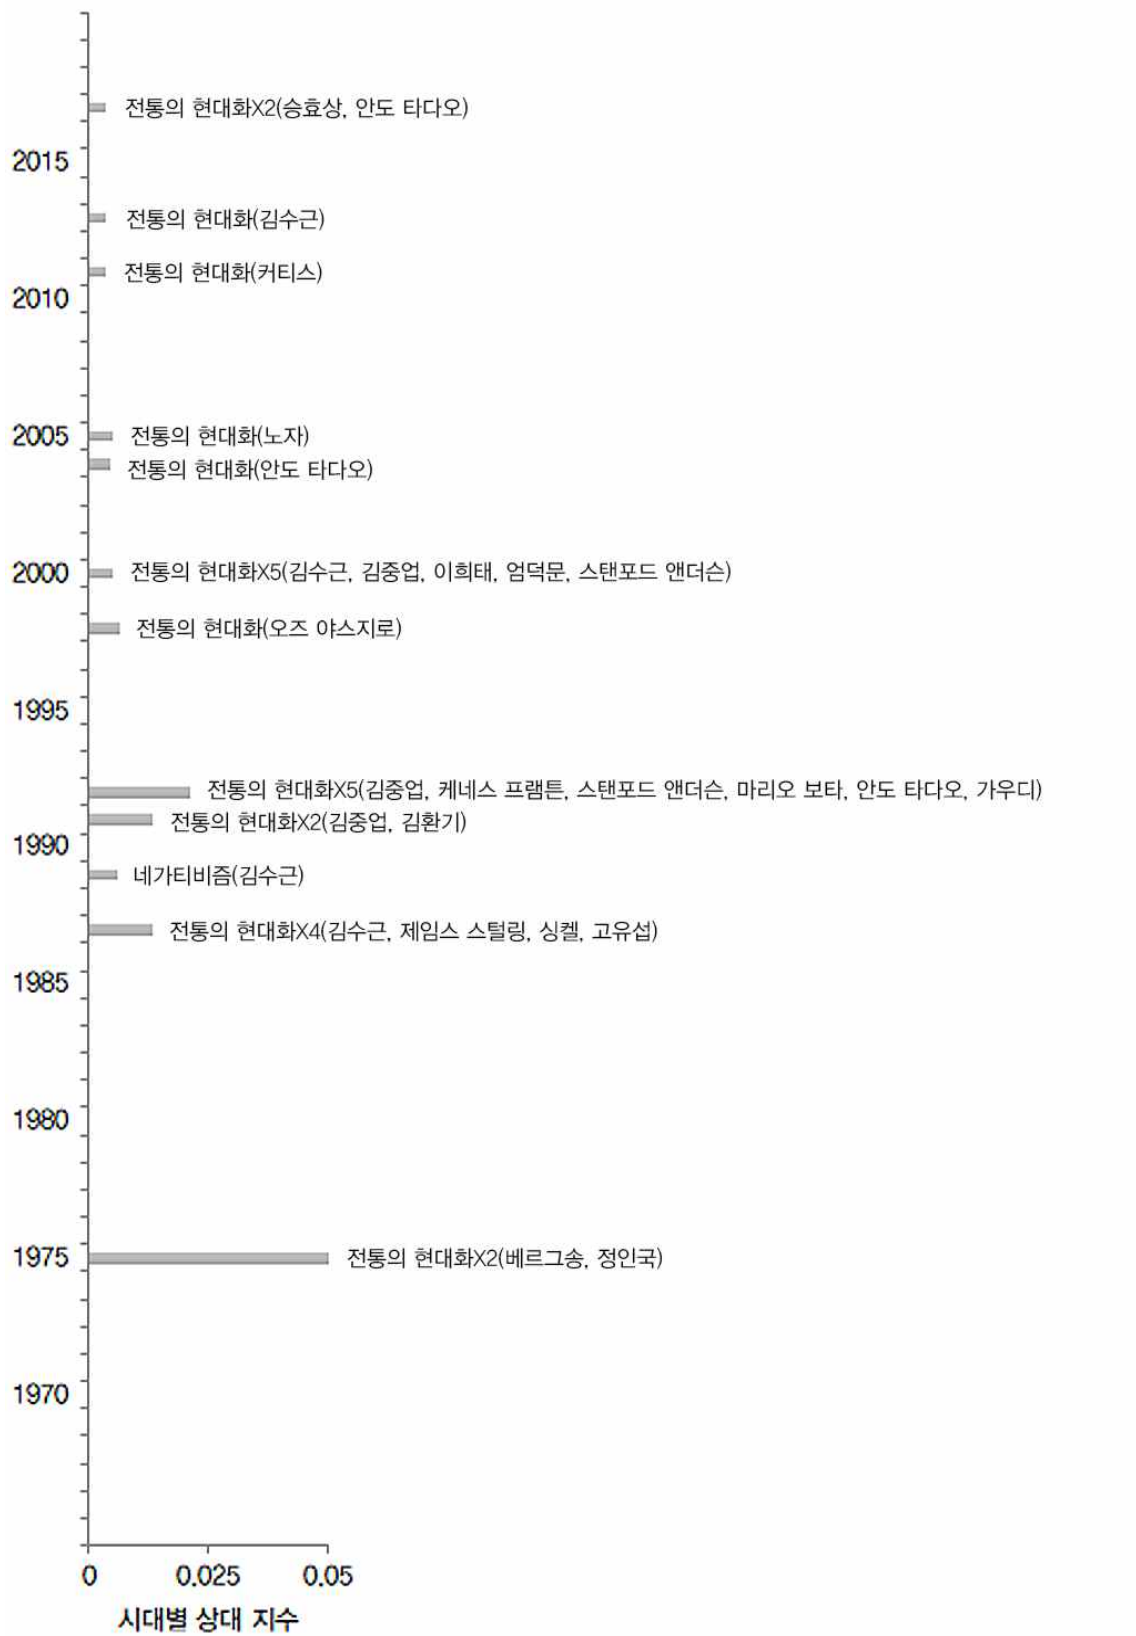 전통의 현대화X2(승효상, 안도 타다오)
2015
전통의 현대화(김수근)
전통의 현대화(커티스)
2010
2005
전통의 현대화(노자)
전통의 현대화(안도 타다오)
2000
전통의 현대화X5(김수근, 김중업, 이희태, 엄덕문, 스탠포드 앤더슨)
전통의 현대화(오즈 야스지로)
1995
전통의 현대화X5(김중업, 케네스 프램튼, 스탠포드 앤더슨, 마리오 보타, 안도 타다오, 가우디)
전통의 현대화X2(김중업, 김환기)
1990
네가티비즘(김수근)
전통의 현대화X4(김수근, 제임스 스털링, 싱켈, 고유섭)
1985
1980
1975
전통의 현대화X2(베르그송, 정인국)
1970
0 0.025 0.05
시대별 상대 지수